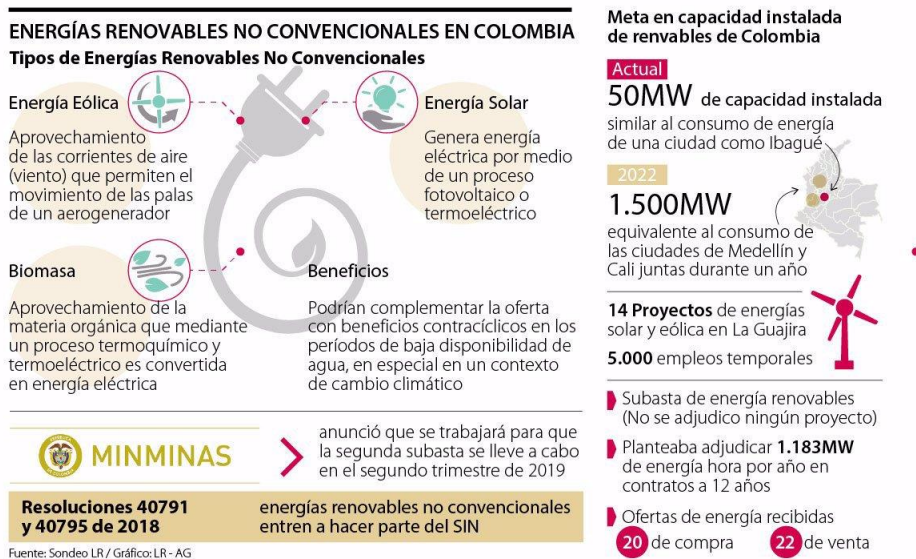 ENERGÍAS RENOVABLES NO CONVENCIONALES EN COLOMBIA
Tipos de Energías Renovables No Convencionales
Energía Eólica
Aprovechamiento
de las corrientes de aire
(viento) que permiten el
movimiento de las palas
de un aerogenerador
Energía Solar
Genera energía
eléctrica por medio
de un proceso
fotovoltaico o
termoeléctrico
Biomasa
Aprovechamiento de la
materia orgánica que mediante
un proceso termoquímico y
termoeléctrico es convertida
en energía eléctrica
Beneficios
Podrían complementar la oferta
con beneficios contracíclicos en los
períodos de baja disponibilidad de
agua, en especial en un contexto
de cambio climático
MINMINAS
anunció que se trabajará para que
la segunda subasta se lleve a cabo
en el segundo trimestre de 2019
Resoluciones 40791
y 40795 de 2018
energías renovables no convencionales
entren a hacer parte del SIN
Fuente: Sondeo LR / Gráfico: LR - AG
Meta en capacidad instalada
de renvables de Colombia
Actual
50MW de capacidad instalada
similar al consumo de energía
de una ciudad como Ibagué
2022
1.500MW
equivalente al consumo de
las ciudades de Medellín y
Cali juntas durante un año
14 Proyectos de energías
solar y eólica en La Guajira
5.000 empleos temporales
Subasta de energía renovables
(No se adjudico ningún proyecto)
Planteaba adjudicar 1.183MW
de energía hora por año en
contratos a 12 años
Ofertas de energía recibidas
20 de compra 22 de venta